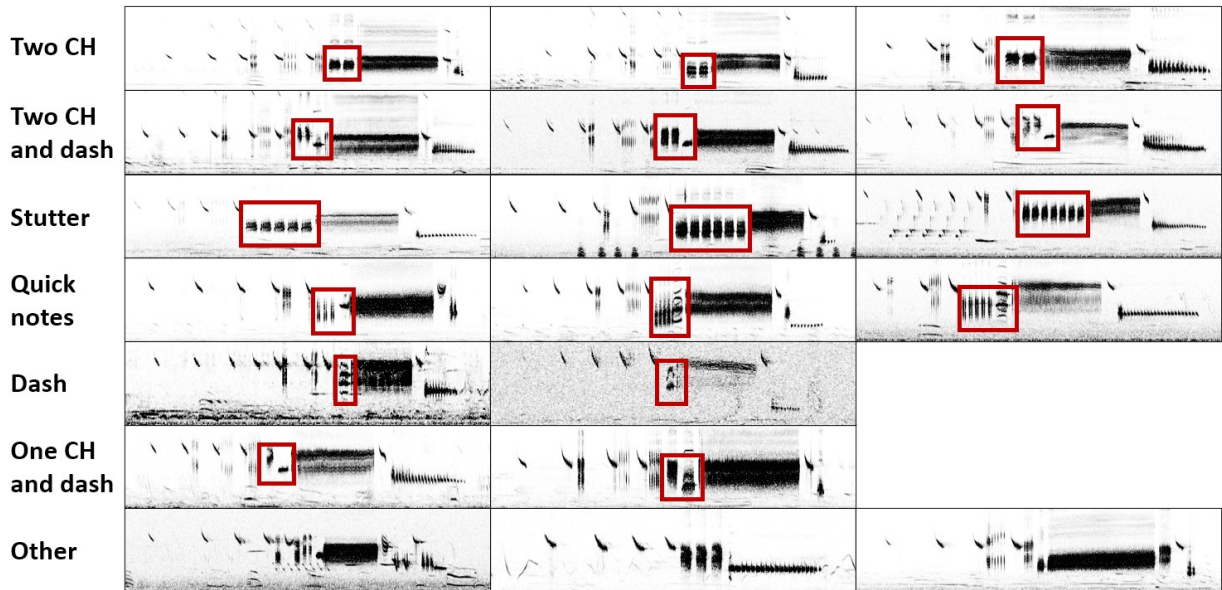 Two CH
Two CH
and dash
Stutter
Quick
notes
Dash
One CH
and dash
Other